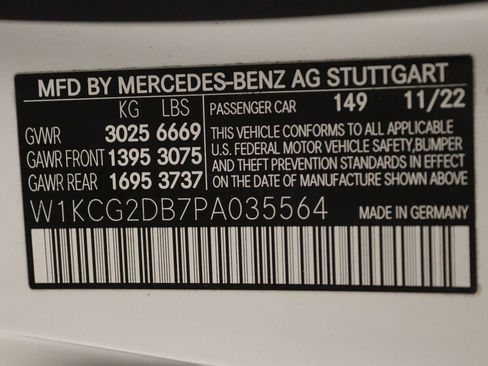 MFD BY MERCEDES-BENZ AG STUTTGART
KG LBS PASSENGER CAR 149 11/22
GVWR 3025 6669
GAWR FRONT 1395 3075
GAWR REAR 1695 3737
THIS VEHICLE CONFORMS TO ALL APPLICABLE
U.S. FEDERAL MOTOR VEHICLE SAFETY,BUMPER
AND THEFT PREVENTION STANDARDS IN EFFECT
ON THE DATE OF MANUFACTURE SHOWN ABOVE
W1KCG2DB7PA035564 MADE IN GERMANY